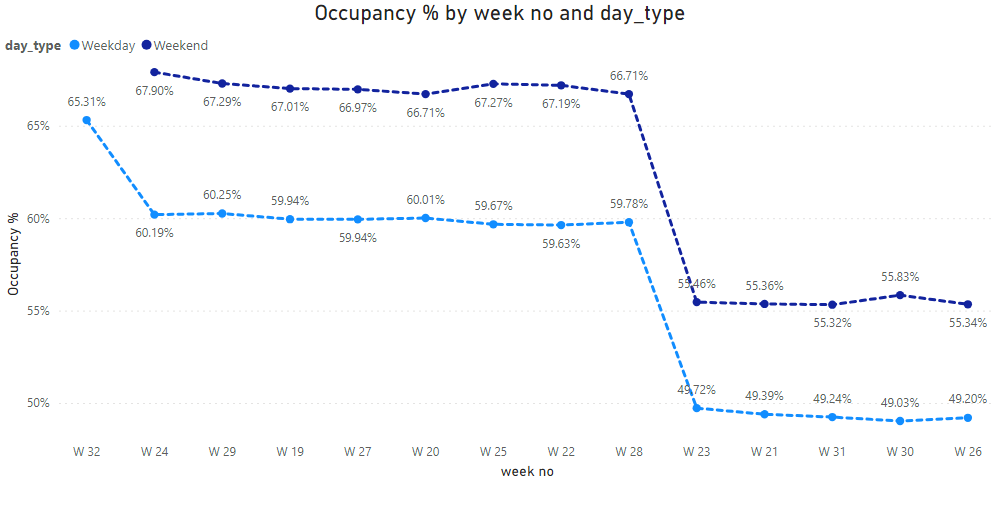 Occupancy % by week no and day_type
day_type Weekday Weekend
67.90% 67.29% 67.01% 66.97% 66.71% 67.27% 67.19% 66.71%
65.31%
65%
60.25% 59.94% 60.01% 59.67% 59.78%
60%
60.19% 59.94% 59.63%
55.46% 55.36% 55.83%
55%
55.32% 55.34%
49.72% 49.39% 49.24% 49.03% 49.20%
50%
Occupancy %
W 32 W 24 W 29 W 19 W 27 W 20 W 25 W 22 W 28 W 23 W 21 W 31 W 30 W 26
week no